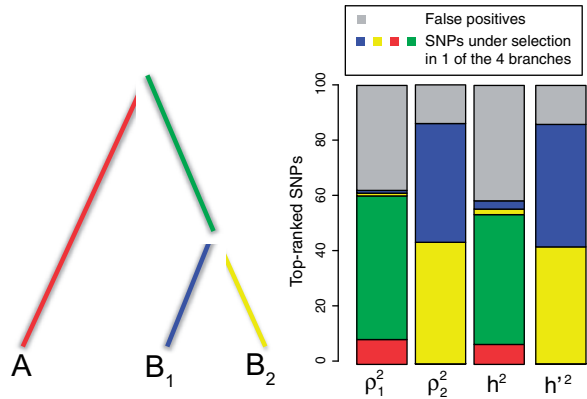 False positives
SNPs under selection
in 1 of the 4 branches
Top-ranked SNPs
100
80
60
40
20
0
A
B₁
B₂
ρ₁²
ρ₂²
h²
h'²